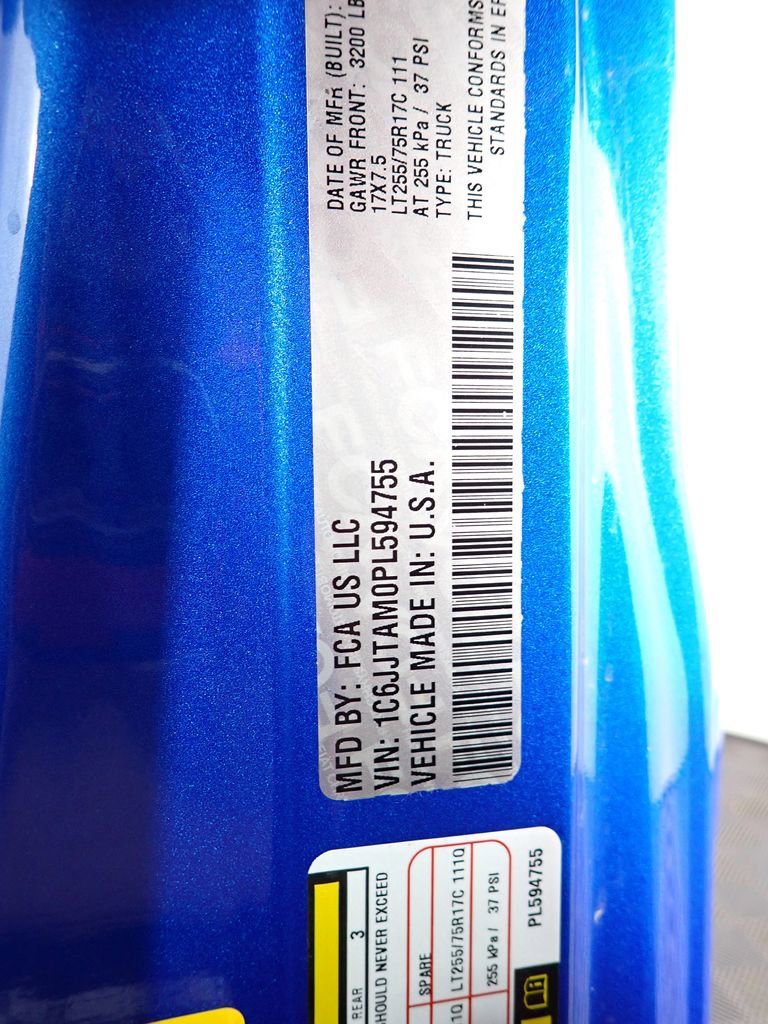 MFD BY: FCA US LLC
VIN: 1C6JJTAM0PL594755
VEHICLE MADE IN: U.S.A.
DATE OF MFR (BUILT):
GAWR FRONT: 3200 LB
17X7.5
LT255/75R17C 111
AT 255 kPa / 37 PSI
TYPE: TRUCK
THIS VEHICLE CONFORMS
STANDARDS IN
REAR 3
SHOULD NEVER EXCEED
SPARE
1Q LT255/75R17C 111Q
255 kPa / 37 PSI
PL594755